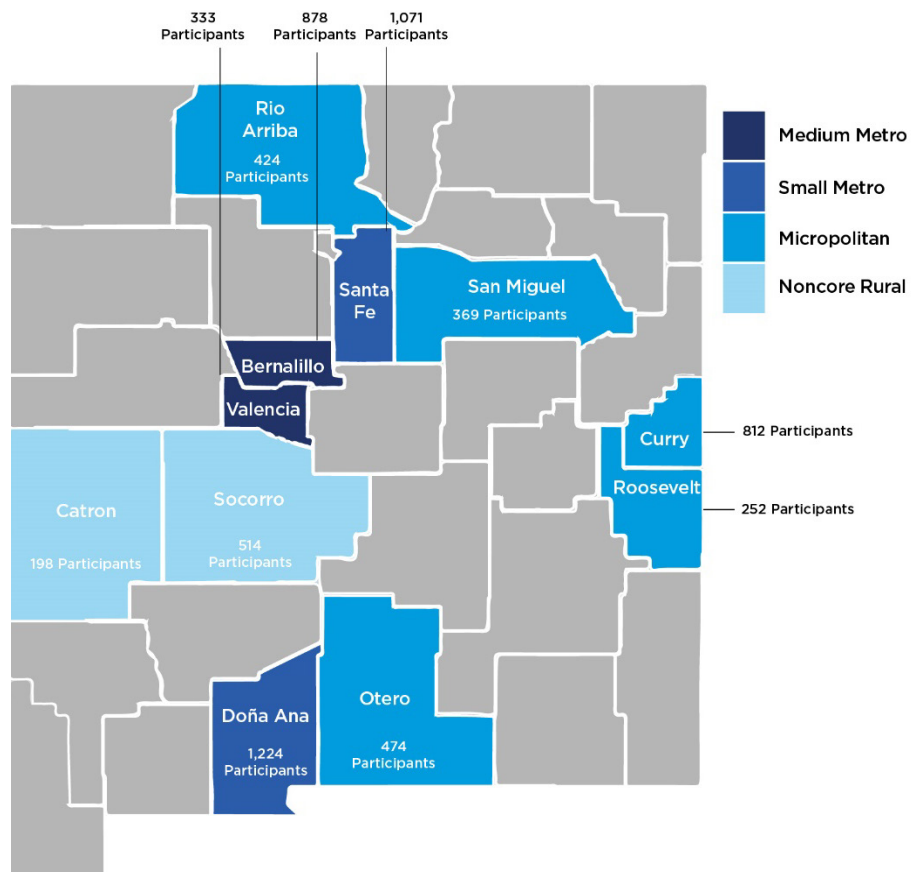 333
Participants
878
Participants
1,071
Participants
Rio
Arriba
424
Participants
Medium Metro
Small Metro
Micropolitan
Noncore Rural
Santa
Fe
San Miguel
369 Participants
Bernalillo
Valencia
Curry
812 Participants
Roosevelt
252 Participants
Catron
198 Participants
Socorro
514
Participants
Doña Ana
1,224
Participants
Otero
474
Participants